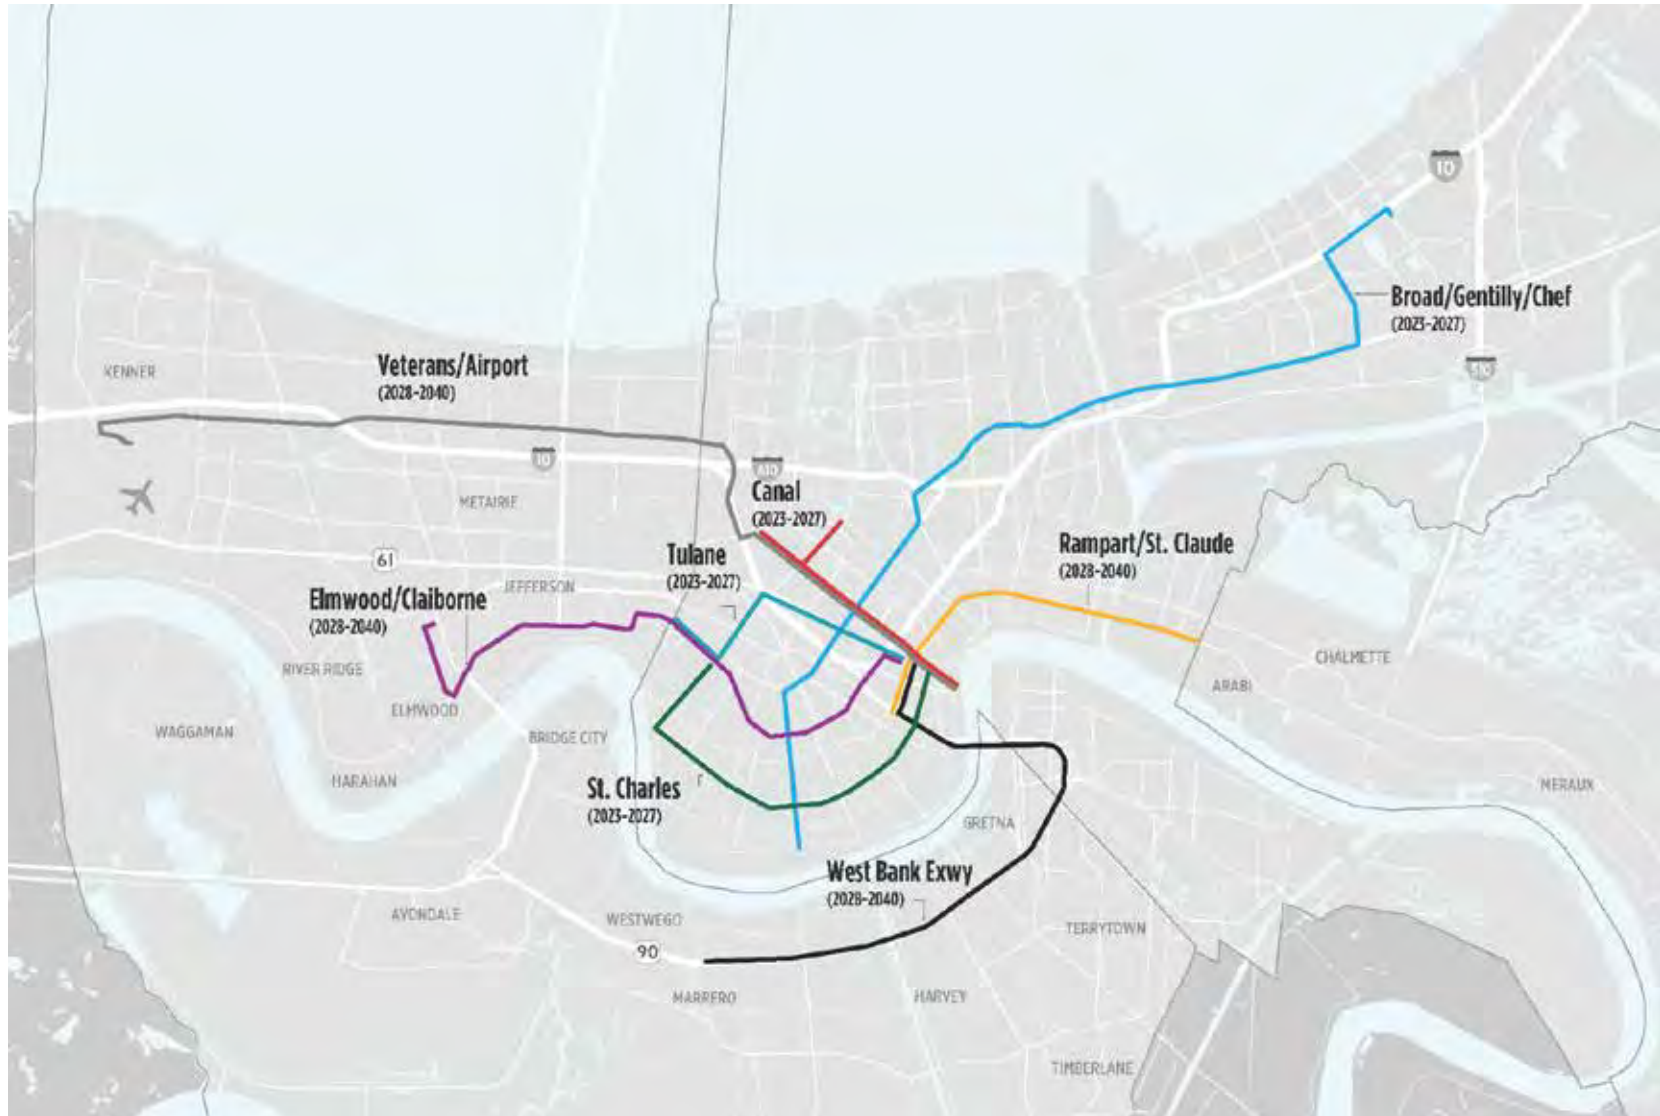 10
Broad/Gentilly/Chef
(2023-2027)
510
Veterans/Airport
(2028-2040)
KENNER
10
610
Canal
(2023-2027)
METAIRIE
Rampart/St. Claude
(2028-2040)
61
Tulane
(2023-2027)
JEFFERSON
Elmwood/Claiborne
(2028-2040)
RIVER RIDGE
CHALMETTE
ARABI
ELMWOOD
WAGGAMAN
BRIDGE CITY
HARAHAN
St. Charles
(2023-2027)
MERAUX
GRETNA
West Bank Exwy
(2028-2040)
AVONDALE
WESTWEGO
TERRYTOWN
90
MARRERO
HARVEY
TIMBERLANE